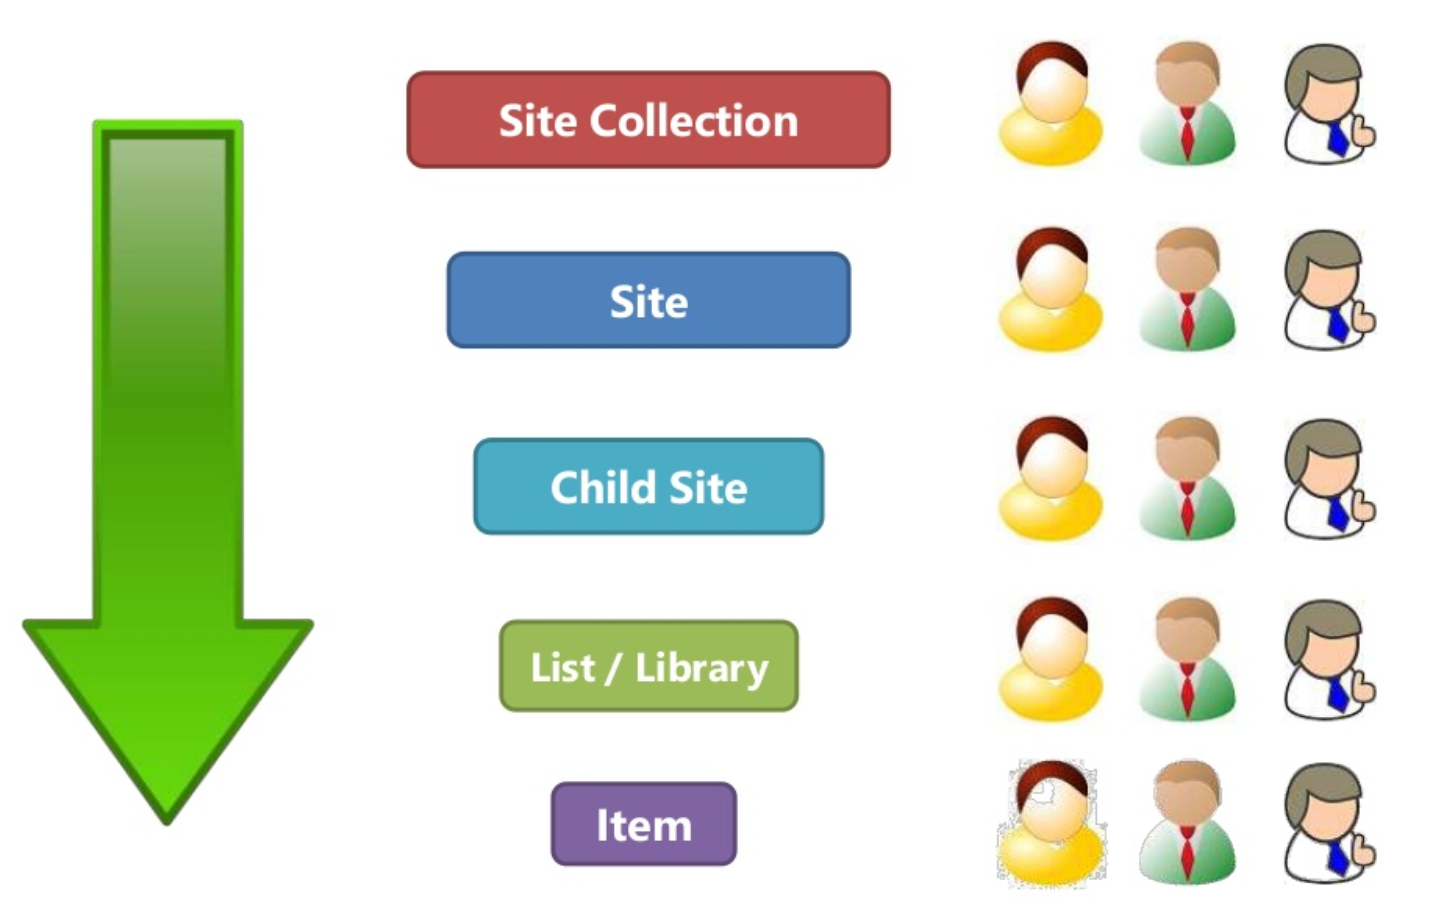 Site Collection
Site
Child Site
List / Library
Item